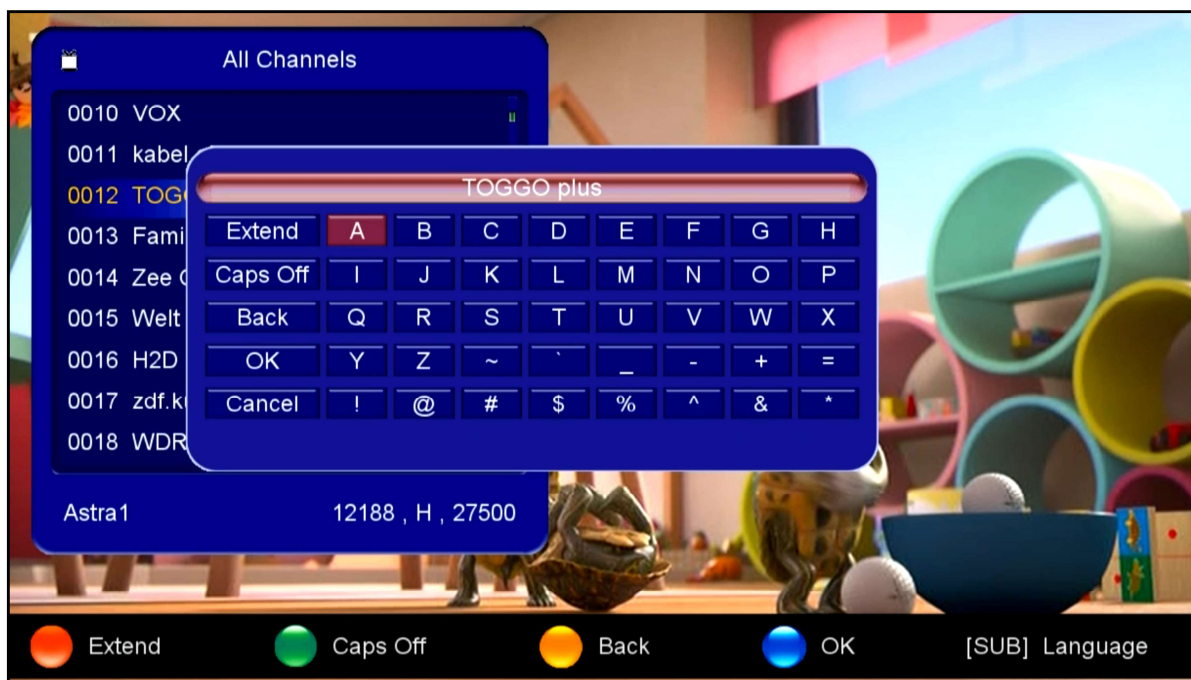 All Channels
0010 VOX
0011 kabel
0012 TOGG
0013 Fami
0014 Zee
0015 Welt
0016 H2D
0017 zdf.k
0018 WDR
Astra1 12188 , H , 27500
TOGGO plus
Extend A B C D E F G H
Caps Off I J K L M N O P
Back Q R S T U V W X
OK Y Z ~ ` _ - + =
Cancel ! @ # $ % ^ & *
Extend Caps Off Back OK [SUB] Language